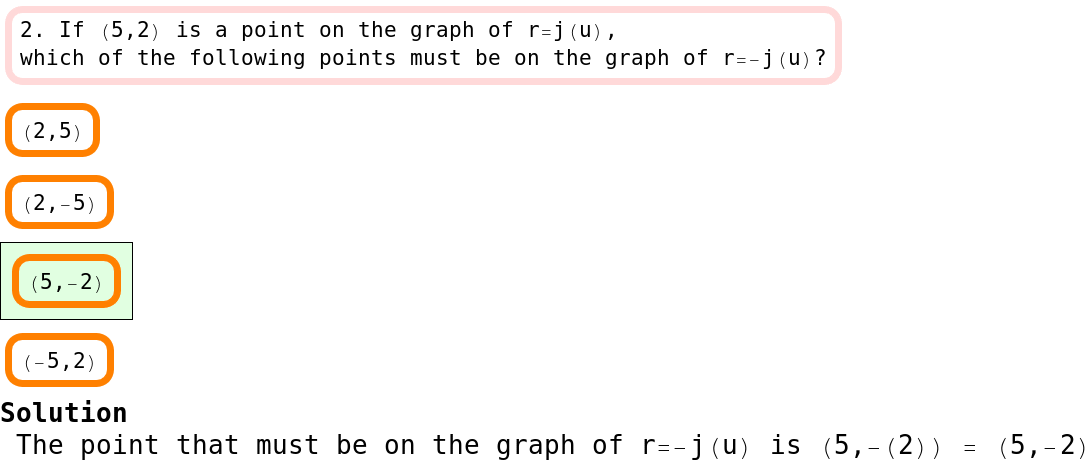 2. If (5,2) is a point on the graph of r=j(u),
which of the following points must be on the graph of r=-j(u)?
(2,5)
(2,-5)
(5,-2)
(-5,2)
Solution
The point that must be on the graph of r=-j(u) is (5,-(2)) = (5,-2)